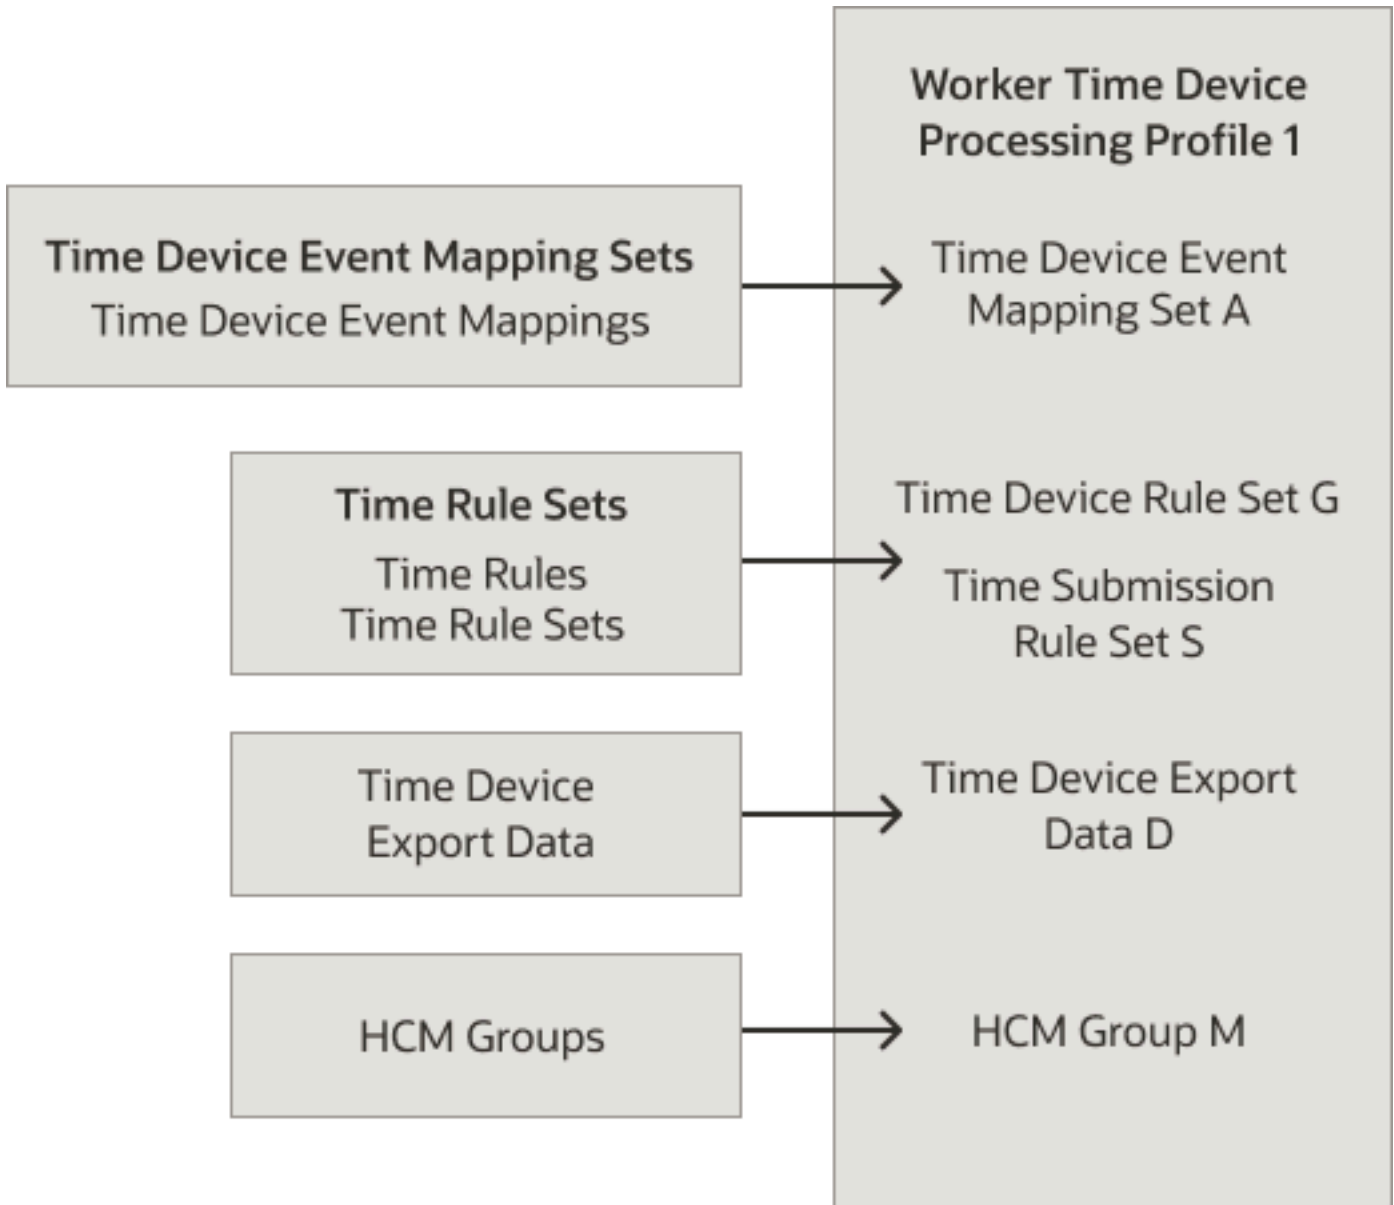 Worker Time Device
Processing Profile 1
Time Device Event Mapping Sets
Time Device Event Mappings
Time Device Event
Mapping Set A
Time Rule Sets
Time Rules
Time Rule Sets
Time Device Rule Set G
Time Submission
Rule Set S
Time Device
Export Data
Time Device Export
Data D
HCM Groups
HCM Group M